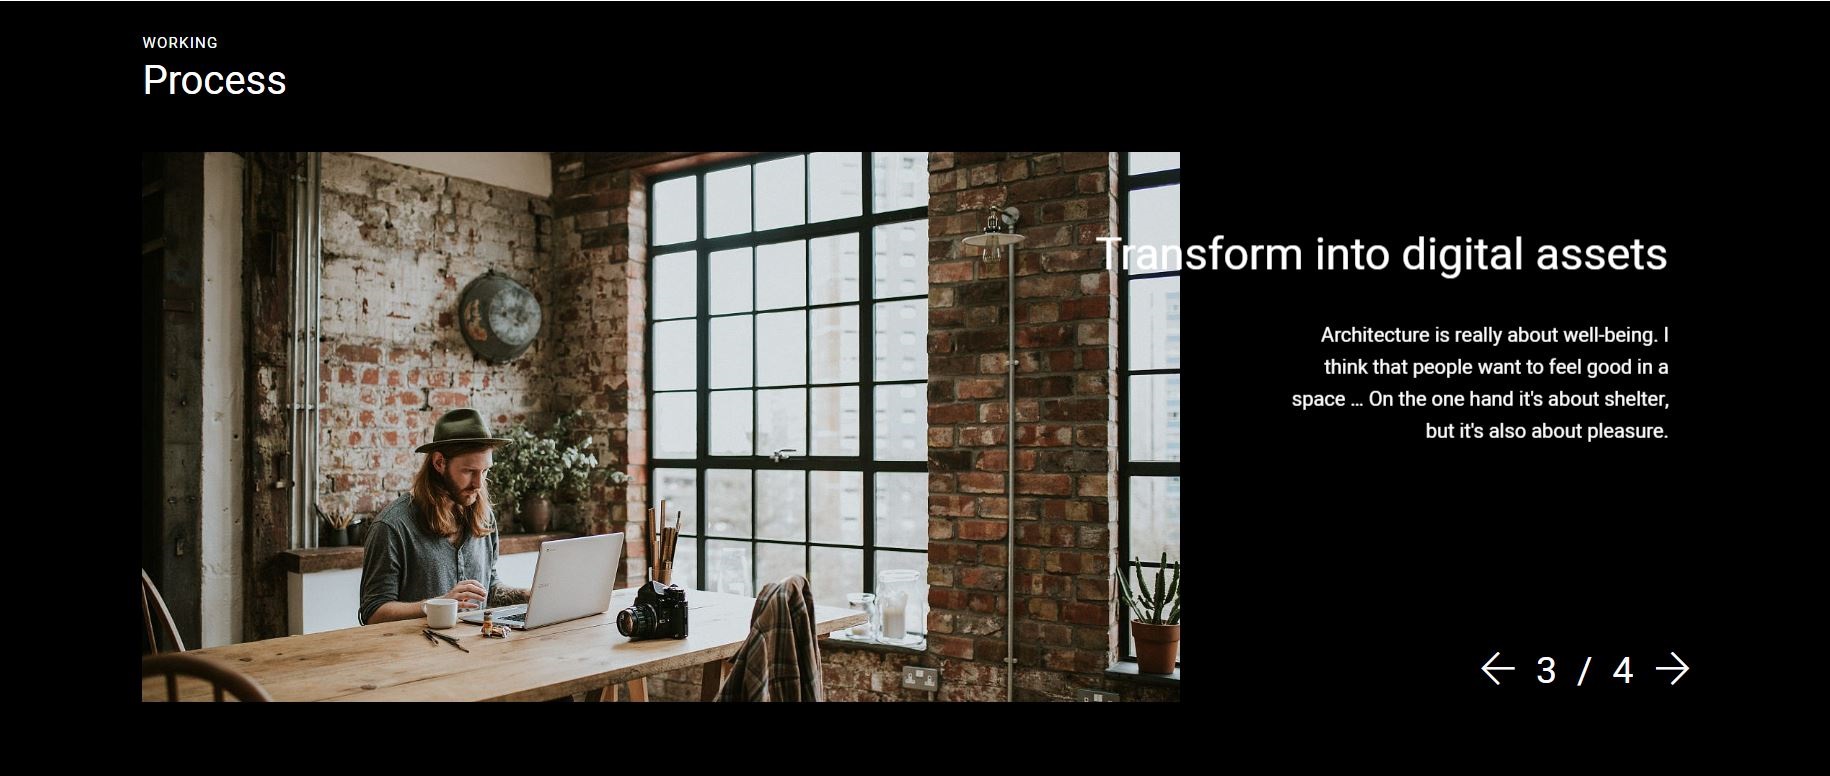 WORKING
Process
Transform into digital assets
Architecture is really about well-being. I
think that people want to feel good in a
space ... On the one hand it's about shelter,
but it's also about pleasure.
3 / 4